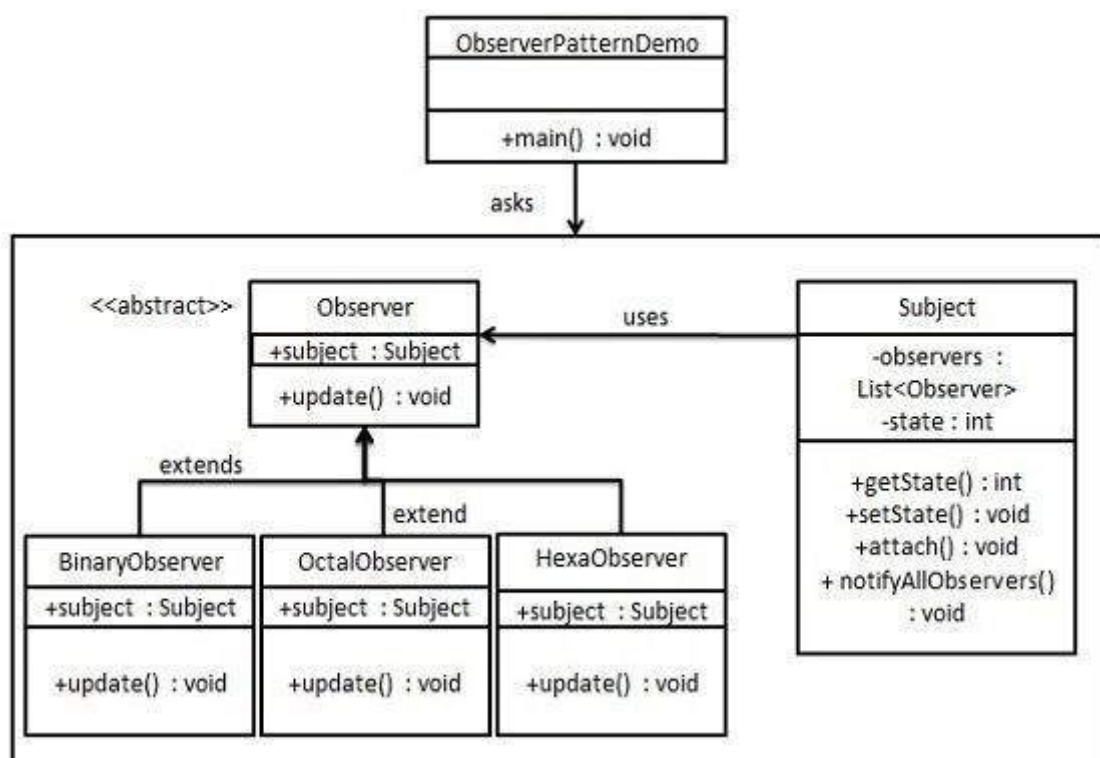 ObserverPatternDemo
+main() : void
asks
<<abstract>>
Observer
+subject : Subject
+update() : void
uses
Subject
-observers :
List<Observer>
-state : int
+getState() : int
+setState() : void
+attach() : void
+ notifyAllObservers()
: void
extends
extend
BinaryObserver
+subject : Subject
+update() : void
OctalObserver
+subject : Subject
+update() : void
HexaObserver
+subject : Subject
+update() : void